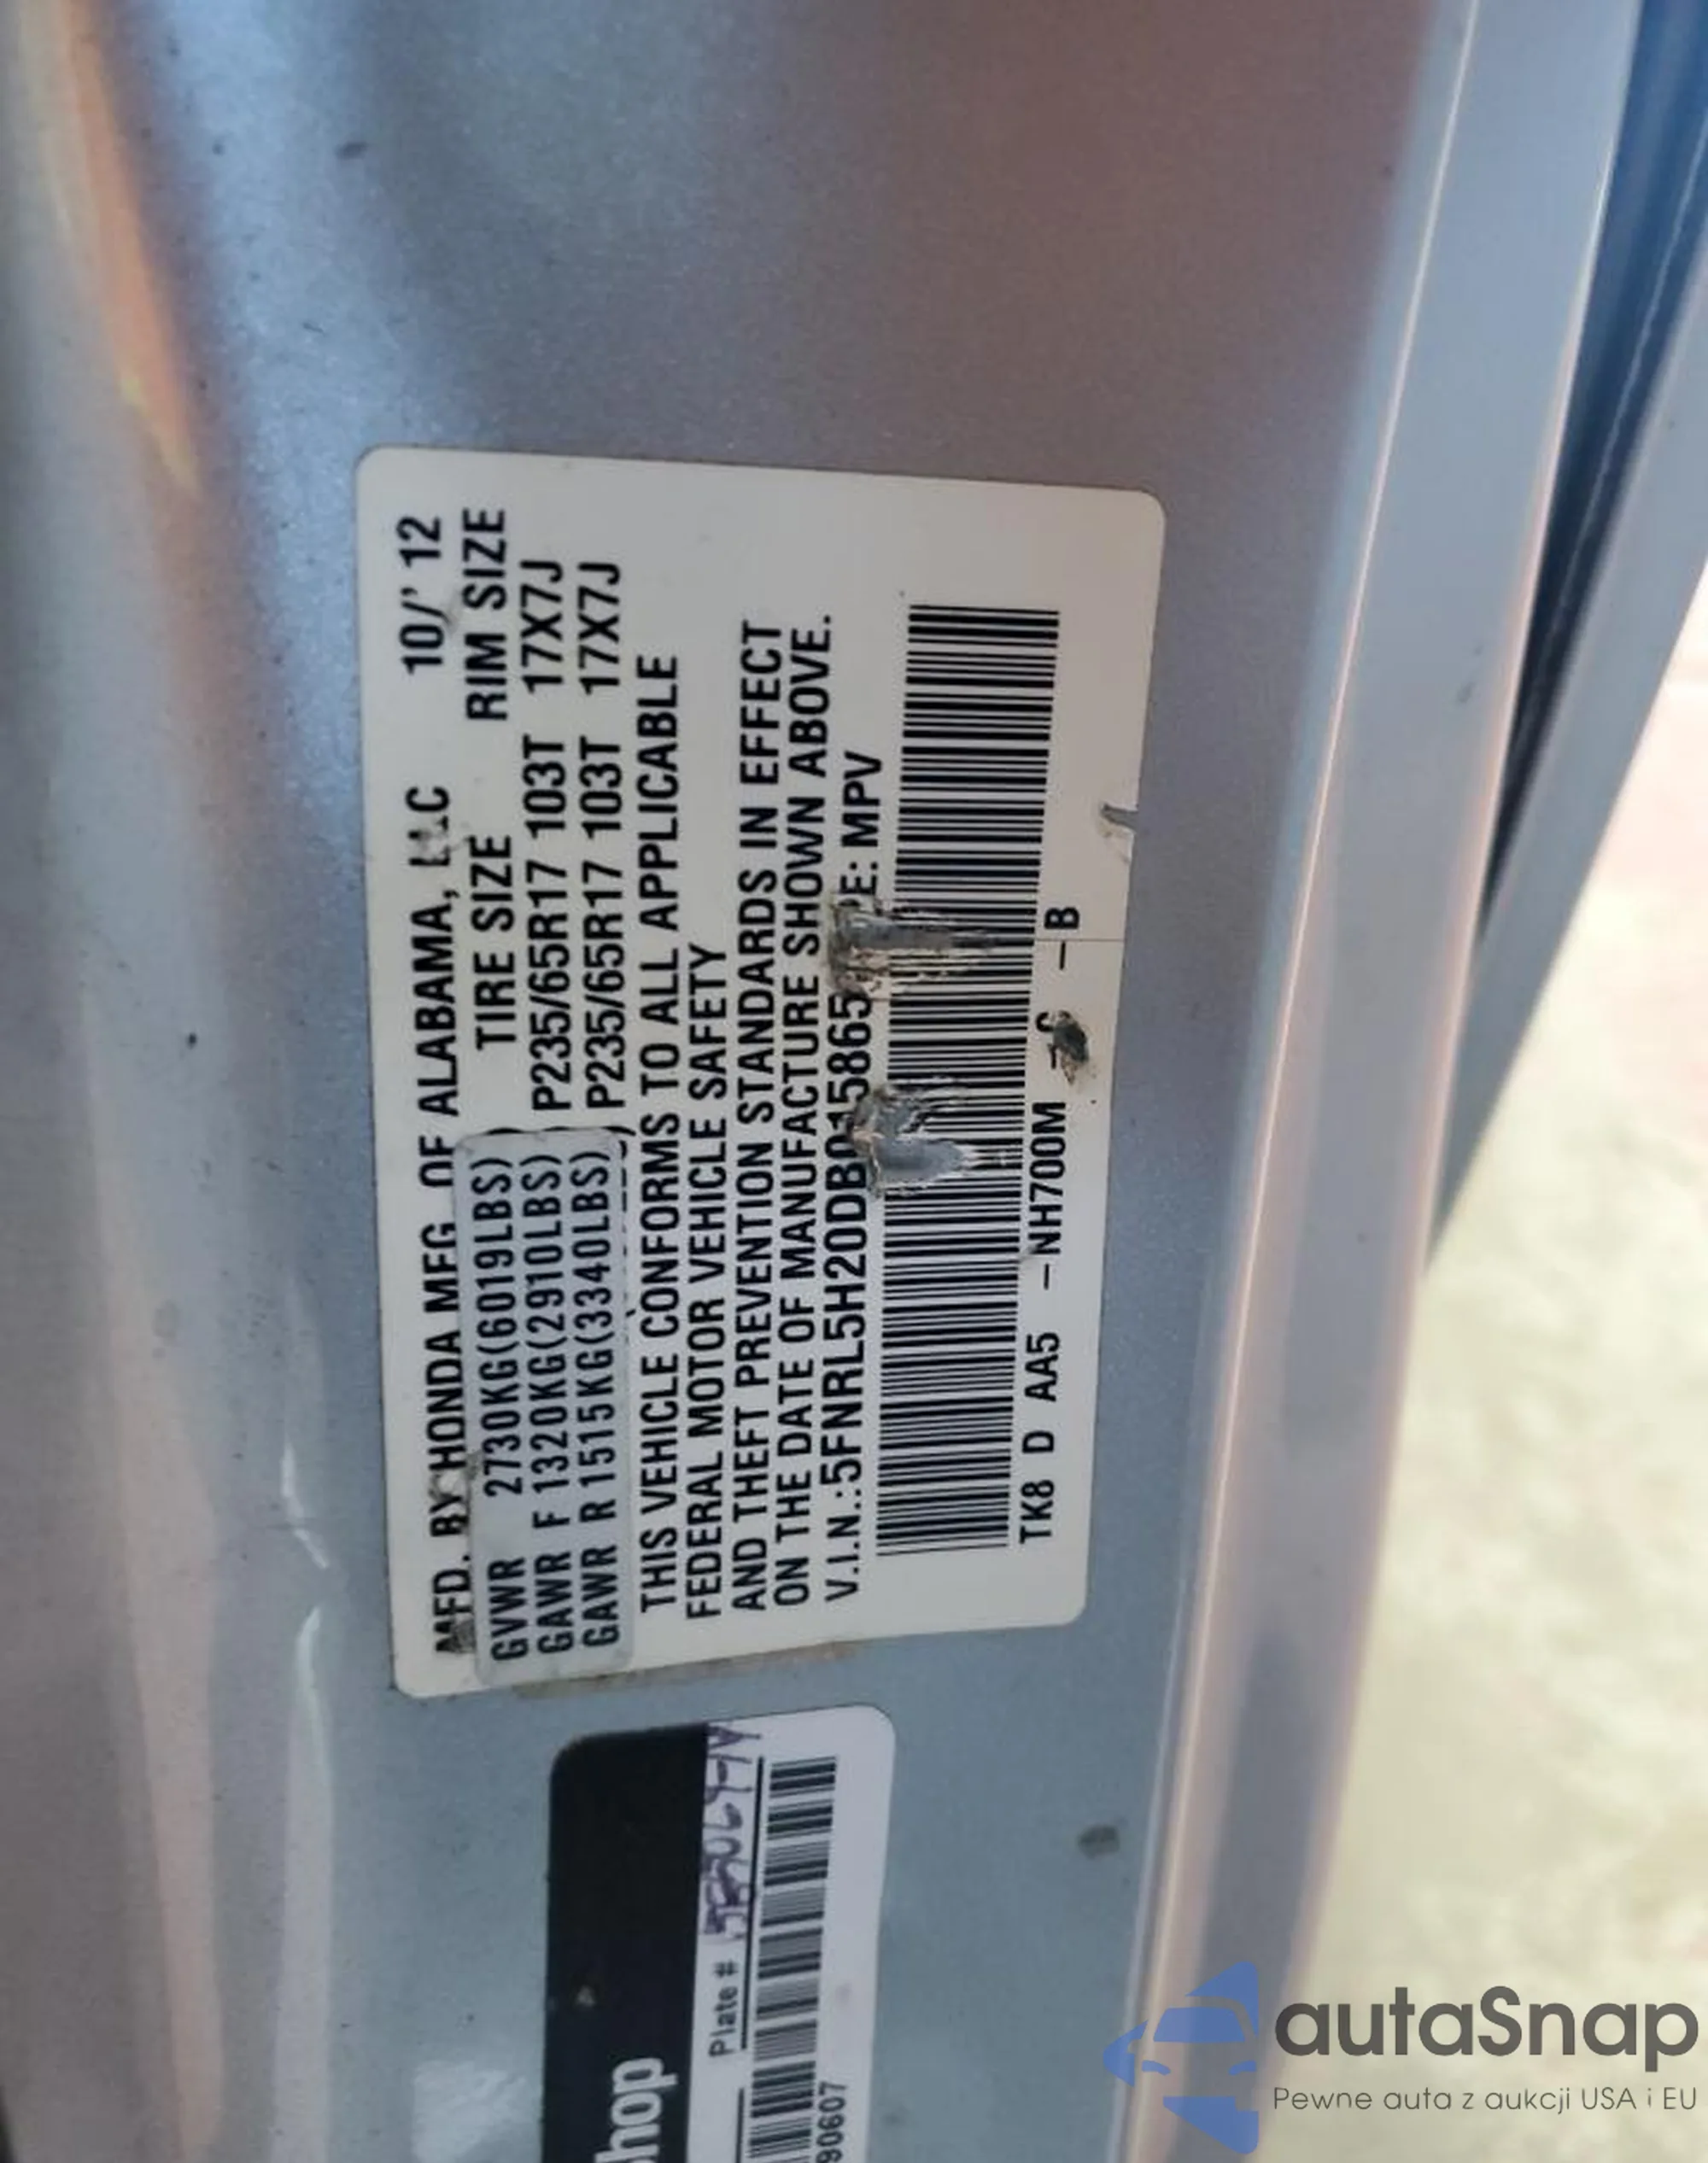 MFD. BY HONDA MFG. OF ALABAMA, LLC 10/' 12
TIRE SIZE RIM SIZE
GVWR 2730KG(6019LBS)
GAWR F 1320KG(2910LBS) P235/65R17 103T 17X7J
GAWR R 1515KG(3340LBS) P235/65R17 103T 17X7J
THIS VEHICLE CONFORMS TO ALL APPLICABLE
FEDERAL MOTOR VEHICLE SAFETY
AND THEFT PREVENTION STANDARDS IN EFFECT
ON THE DATE OF MANUFACTURE SHOWN ABOVE.
V.I.N.: 5FNRL5H20DB015865 MPV
TK8 D AA5 –NH700M –B
hop
Plate #
90607
autaSnap
Pewne auta z aukcji USA i EU